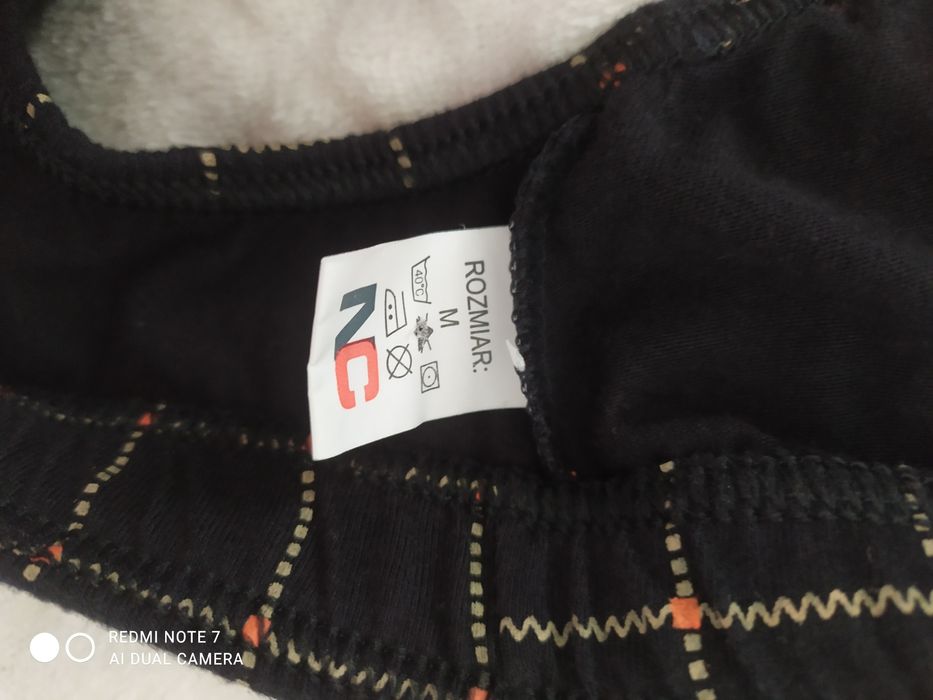 ROZMIAR:
M
40°C
NC
REDMI NOTE 7
AI DUAL CAMERA